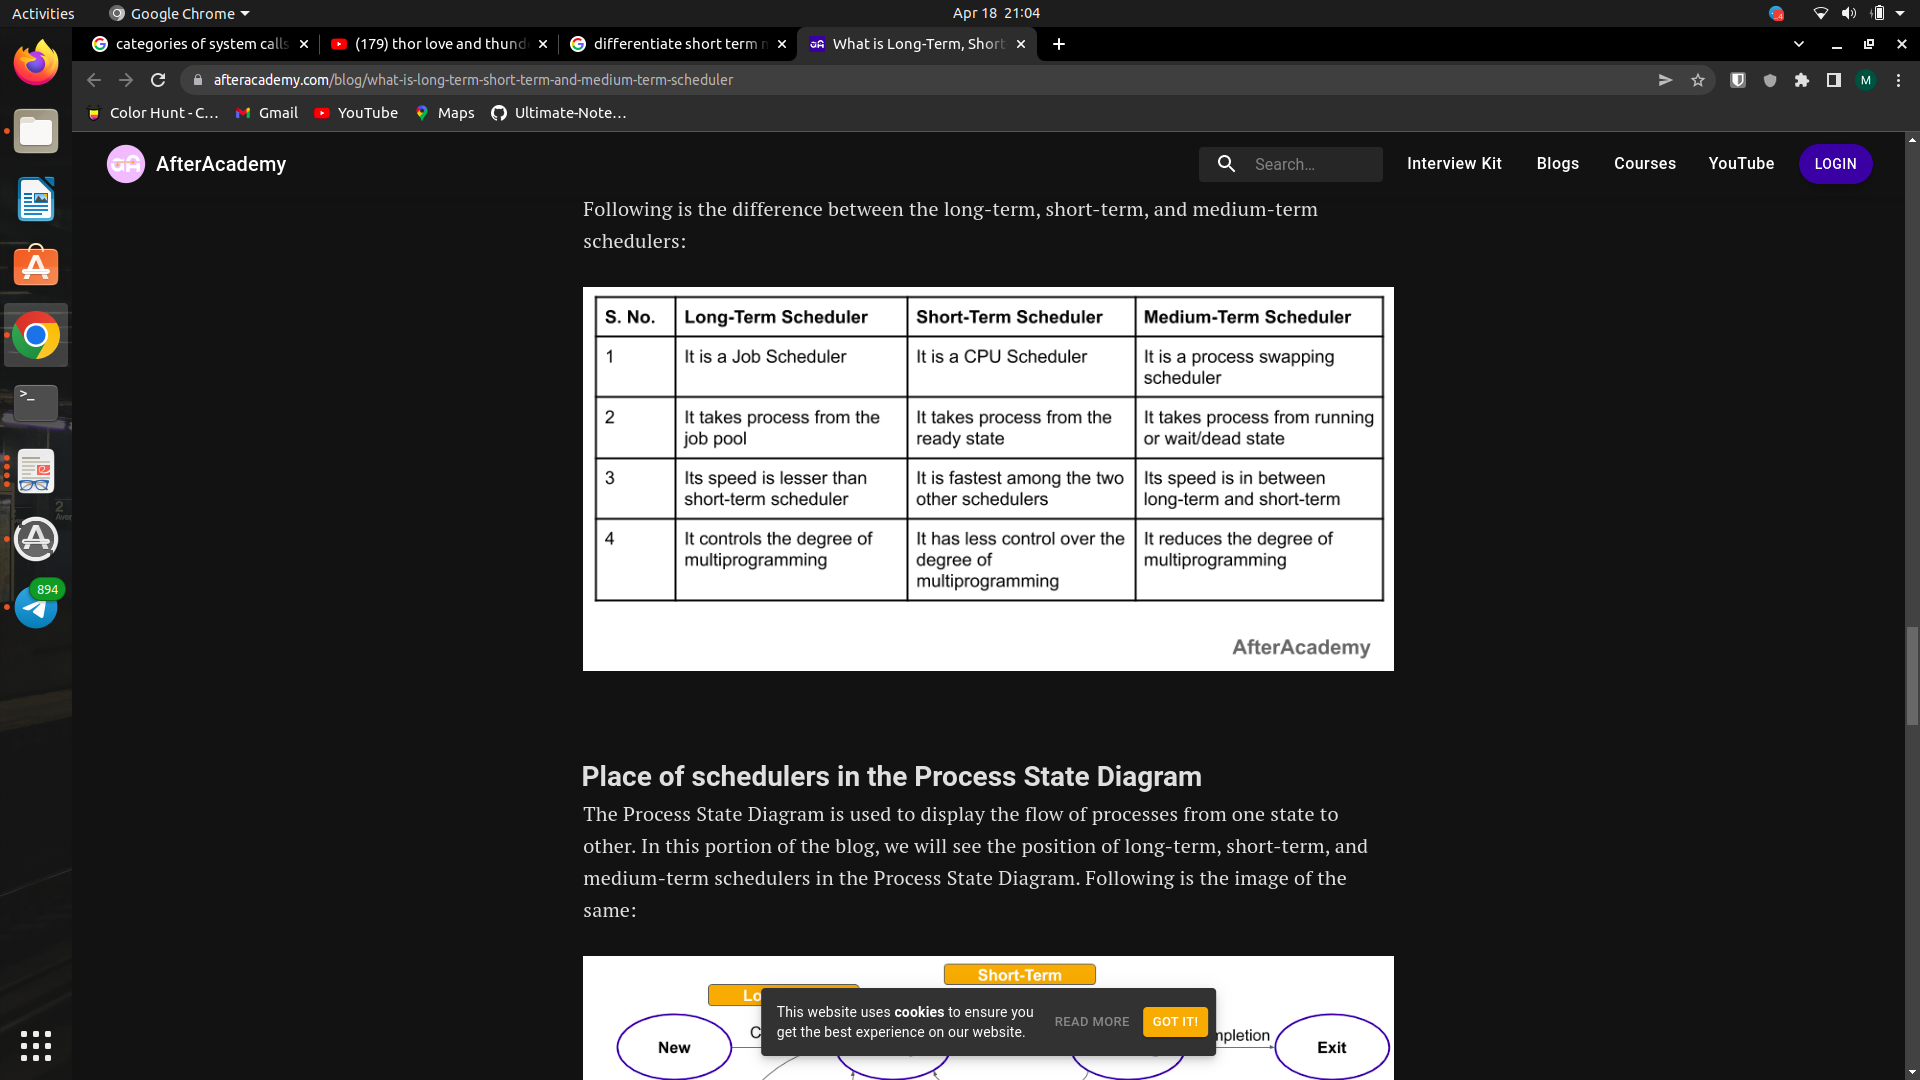 Activities
Google Chrome
Apr 18 21:04
categories of system calls
(179) thor love and thund
differentiate short term
What is Long-Term, Short
afteracademy.com/blog/what-is-long-term-short-term-and-medium-term-scheduler
M
Color Hunt - C...
Gmail
YouTube
Maps
Ultimate-Note...
AfterAcademy
Search...
Interview Kit
Blogs
Courses
YouTube
LOGIN
Following is the difference between the long-term, short-term, and medium-term
schedulers:
S. No.
Long-Term Scheduler
Short-Term Scheduler
Medium-Term Scheduler
1
It is a Job Scheduler
It is a CPU Scheduler
It is a process swapping
scheduler
2
It takes process from the
job pool
It takes process from the
ready state
It takes process from running
or wait/dead state
3
Its speed is lesser than
short-term scheduler
It is fastest among the two
other schedulers
Its speed is in between
long-term and short-term
4
It controls the degree of
multiprogramming
It has less control over the
degree of
multiprogramming
It reduces the degree of
multiprogramming
AfterAcademy
894
Place of schedulers in the Process State Diagram
The Process State Diagram is used to display the flow of processes from one state to
other. In this portion of the blog, we will see the position of long-term, short-term, and
medium-term schedulers in the Process State Diagram. Following is the image of the
same:
Short-Term
This website uses cookies to ensure you
get the best experience on our website.
READ MORE
GOT IT!
New
Exit